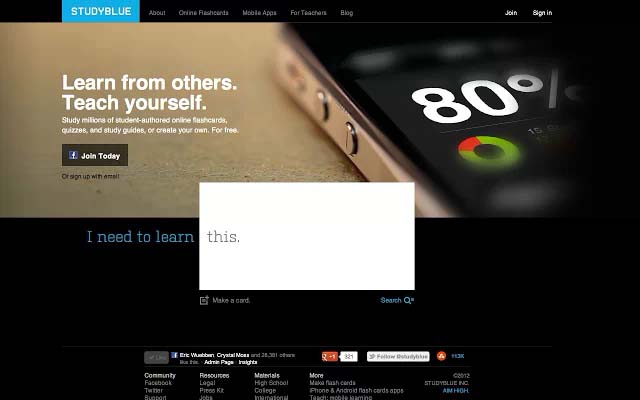 STUDYBLUE
About Online Flashcards Mobile Apps For Teachers Blog Join Sign in
Learn from others.
Teach yourself.
Study millions of student-authored online flashcards,
quizzes, and study guides, or create your own. For free.
Join Today
Or sign up with email
80%
15
I need to learn this.
Make a card. Search
Like Eric Wuebben, Crystal Moss and 26,381 others
like this. · Admin Page · Insights
+1 321 Follow @studyblue 113K
Community Resources Materials More ©2012
Facebook Legal High School Make flash cards STUDYBLUE INC.
Twitter Press Kit College iPhone & Android flash cards apps AIM HIGH.
Support Jobs International Teach: mobile learning